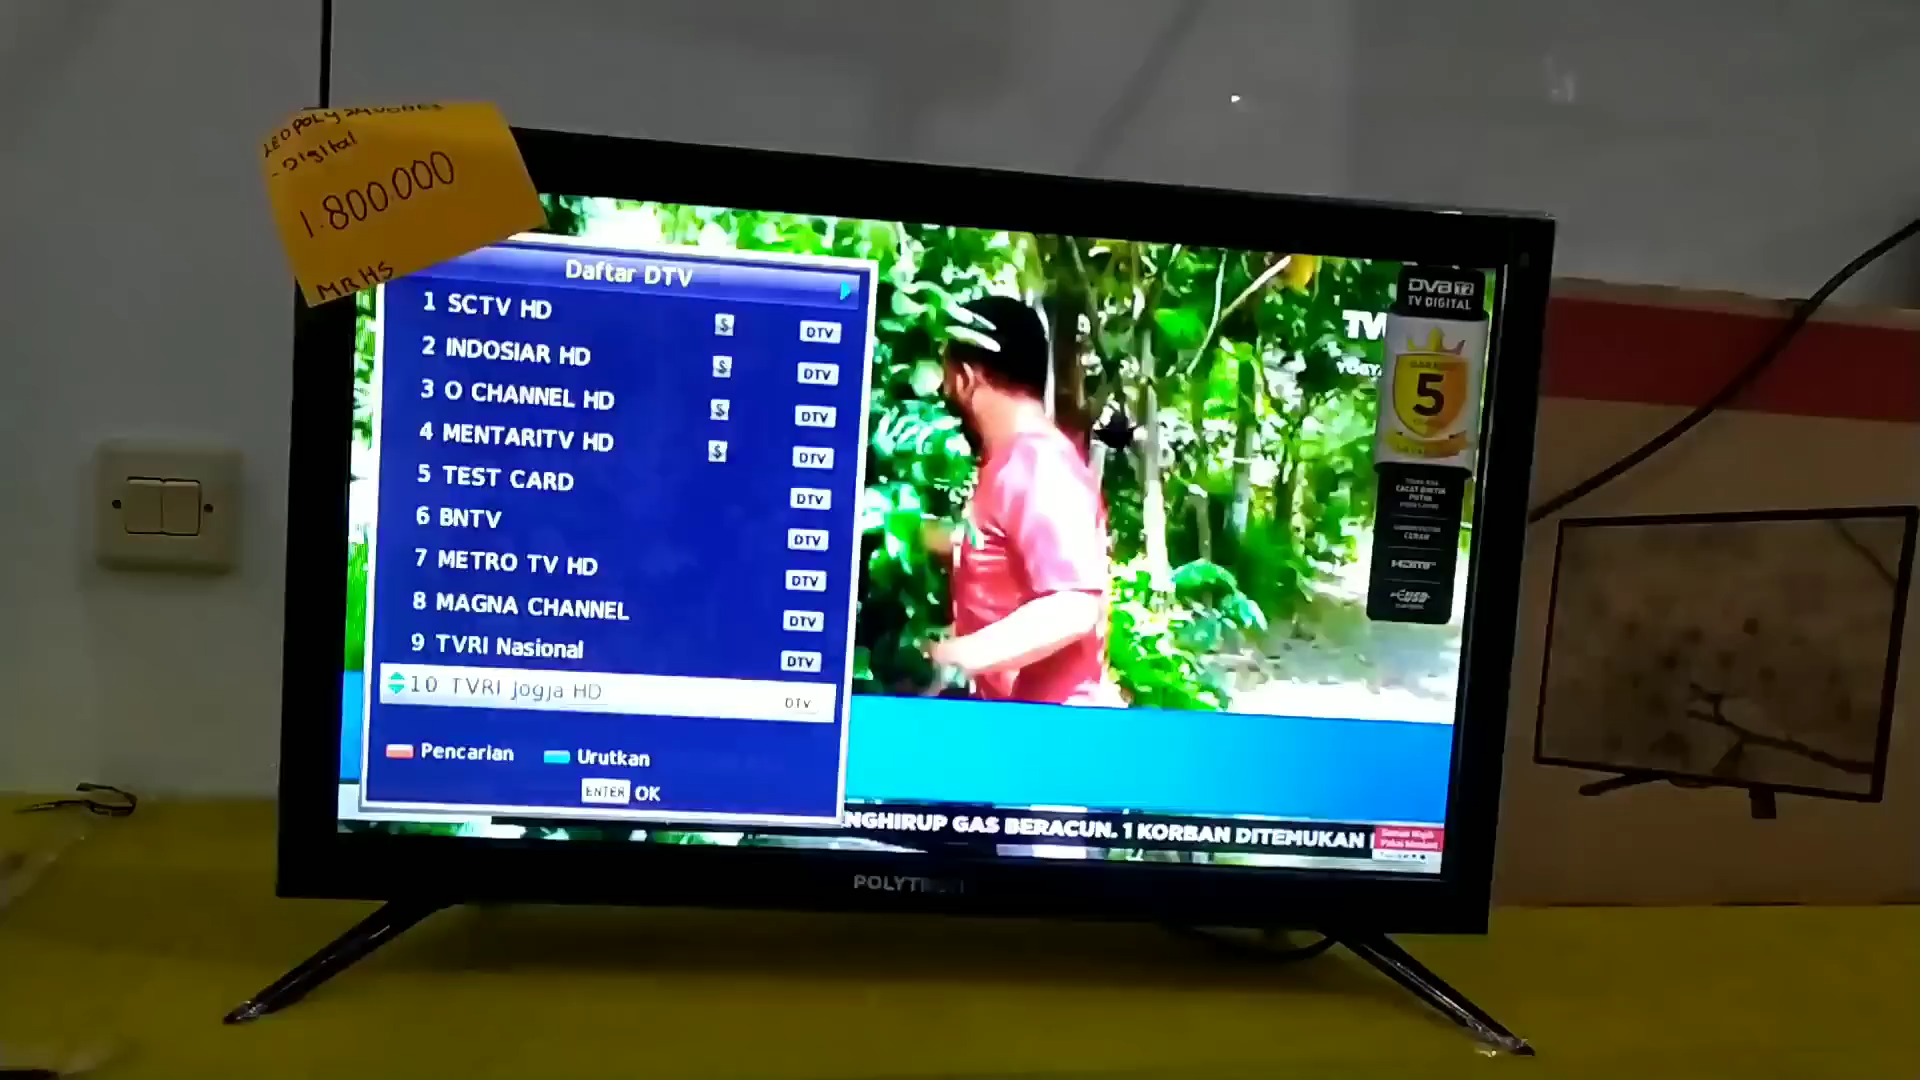 - Digital
1.800.000
MRHS
Daftar DTV
1 SCTV HD $ DTV
2 INDOSIAR HD $ DTV
3 O CHANNEL HD $ DTV
4 MENTARITV HD $ DTV
5 TEST CARD DTV
6 BNTV DTV
7 METRO TV HD DTV
8 MAGNA CHANNEL DTV
9 TVRI Nasional DTV
10 TVRI Jogja HD DTV
Pencarian Urutkan
ENTER OK
DVB T2
TV DIGITAL
5
HDMI
GAS BERACUN. 1 KORBAN DITEMUKAN